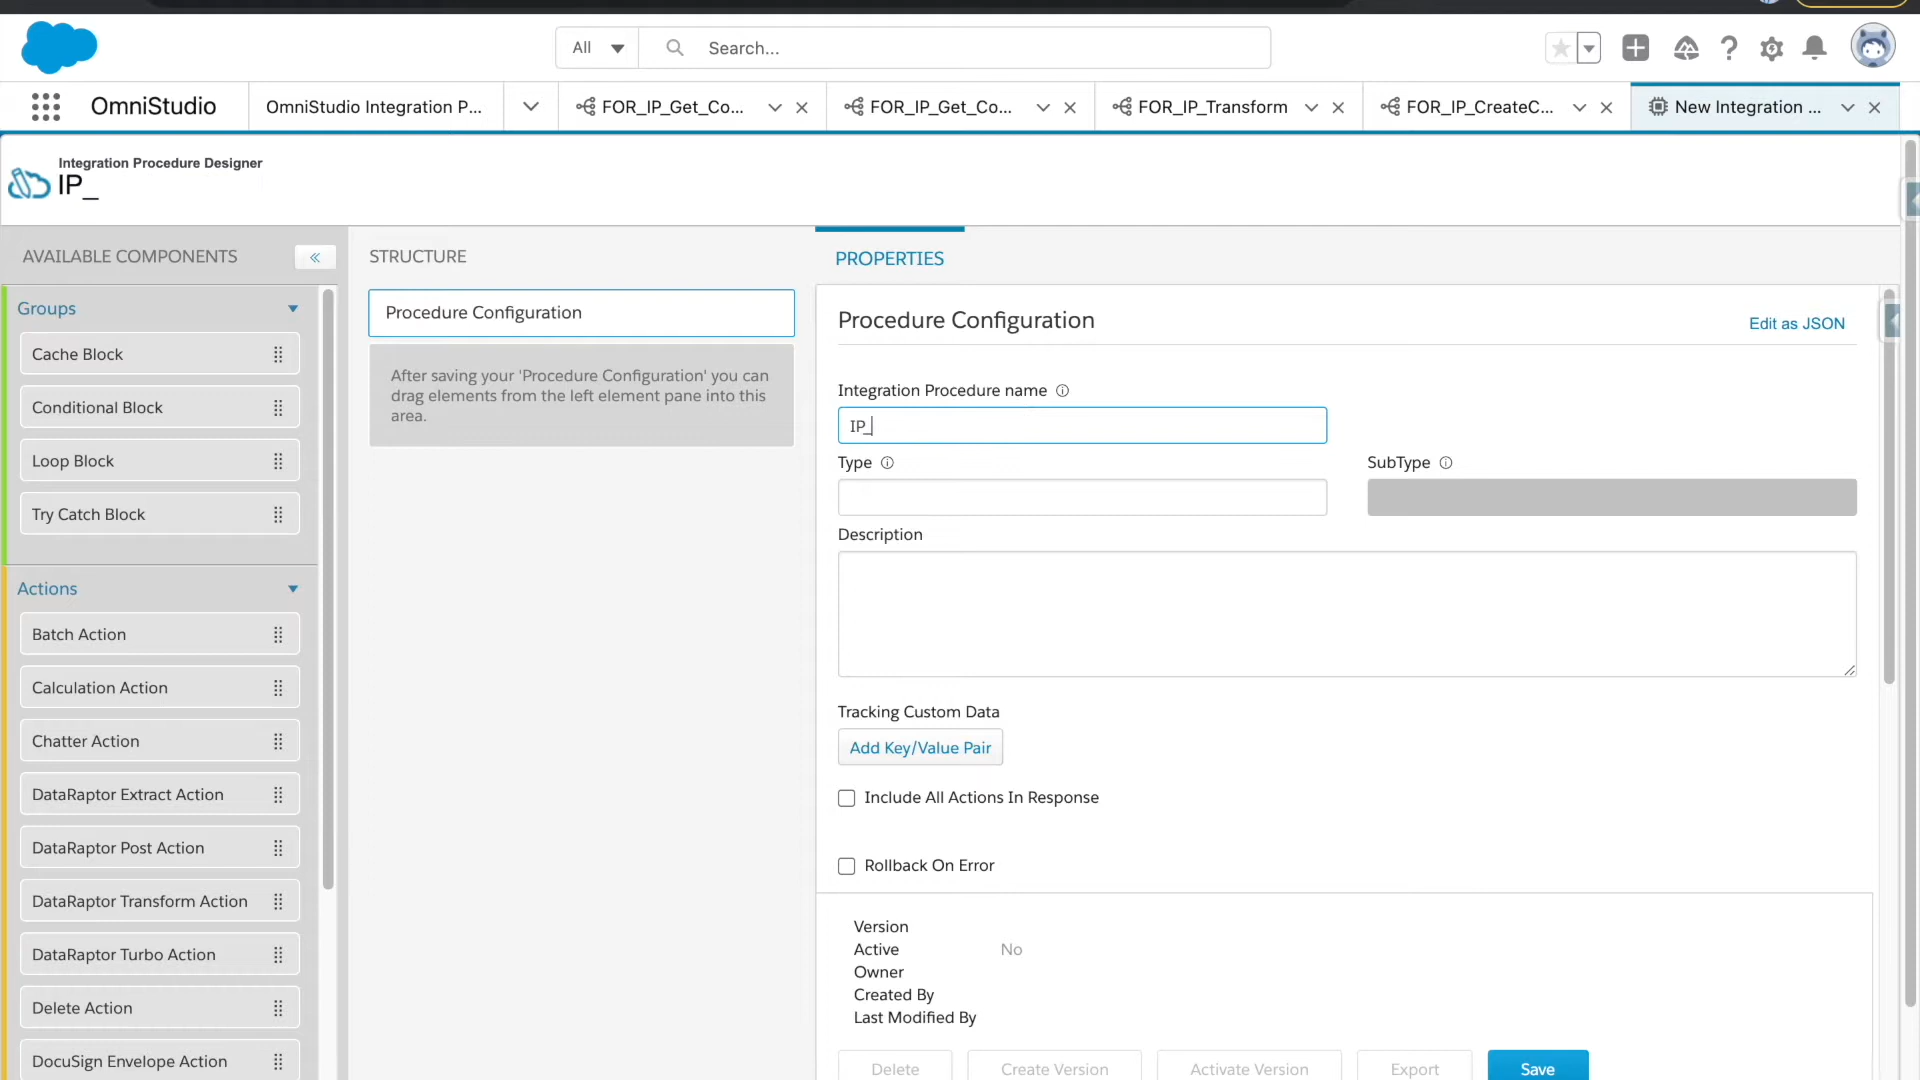 All
Search...
OmniStudio
OmniStudio Integration P...
FOR_IP_Get_Co...
FOR_IP_Get_Co...
FOR_IP_Transform
FOR_IP_CreateC...
New Integration ...
Integration Procedure Designer
IP_
AVAILABLE COMPONENTS
Groups
Cache Block
Conditional Block
Loop Block
Try Catch Block
Actions
Batch Action
Calculation Action
Chatter Action
DataRaptor Extract Action
DataRaptor Post Action
DataRaptor Transform Action
DataRaptor Turbo Action
Delete Action
DocuSign Envelope Action
STRUCTURE
Procedure Configuration
After saving your 'Procedure Configuration' you can
drag elements from the left element pane into this
area.
PROPERTIES
Procedure Configuration
Edit as JSON
Integration Procedure name
IP_
Type
SubType
Description
Tracking Custom Data
Add Key/Value Pair
Include All Actions In Response
Rollback On Error
Version
Active No
Owner
Created By
Last Modified By
Delete
Create Version
Activate Version
Export
Save